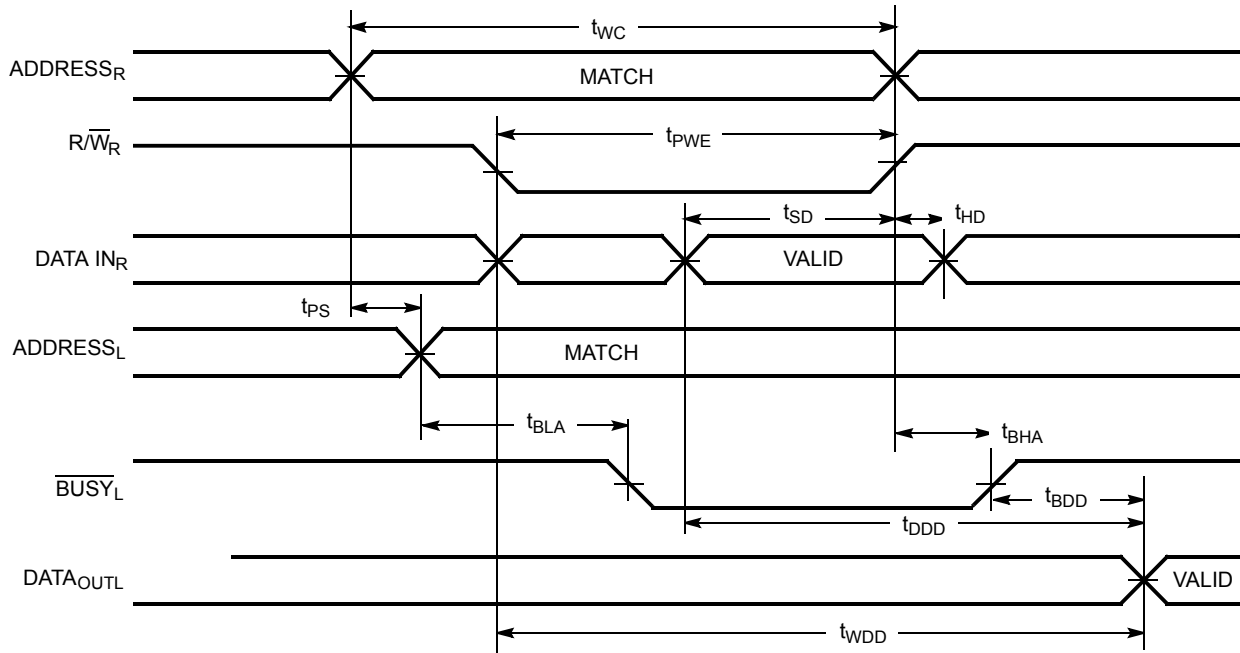 tWC
ADDRESSR
MATCH
R/W̅R
tPWE
tSD
tHD
DATA INR
VALID
tPS
ADDRESSL
MATCH
tBLA
tBHA
B̅U̅S̅Y̅L
tBDD
tDDD
DATAOUTL
VALID
tWDD